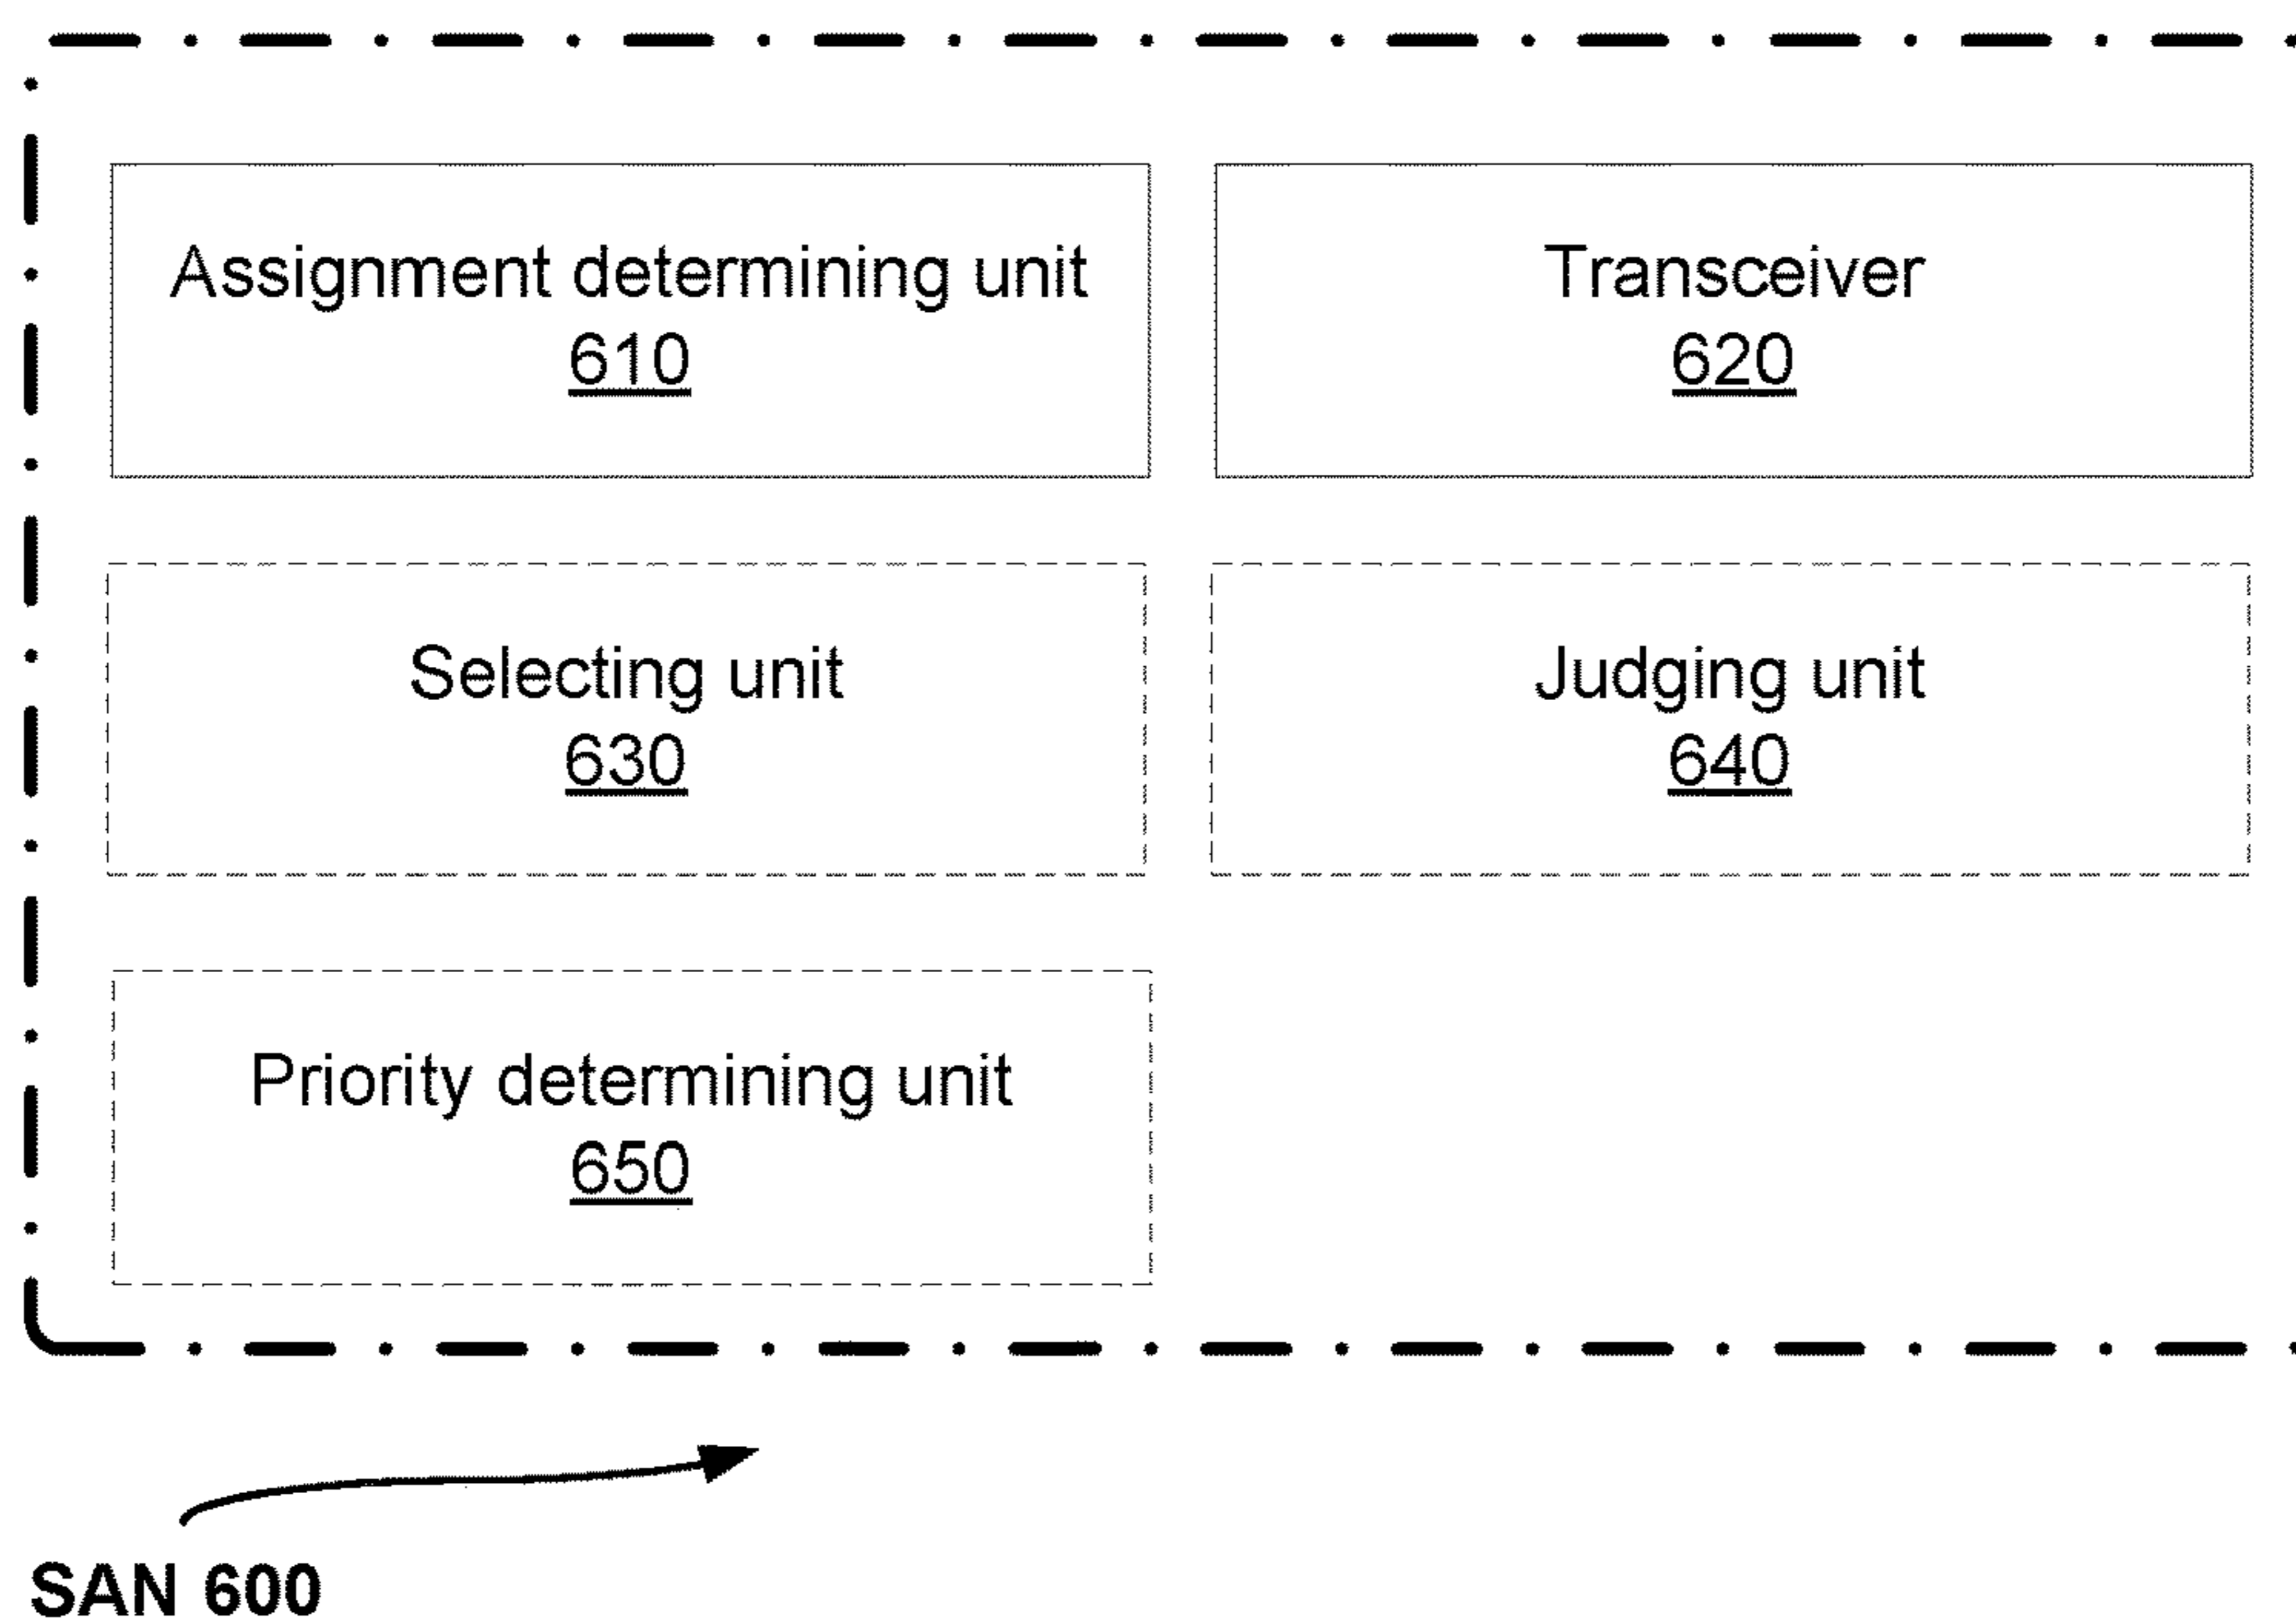 Assignment determining unit
610
Transceiver
620
Selecting unit
630
Judging unit
640
Priority determining unit
650
SAN 600